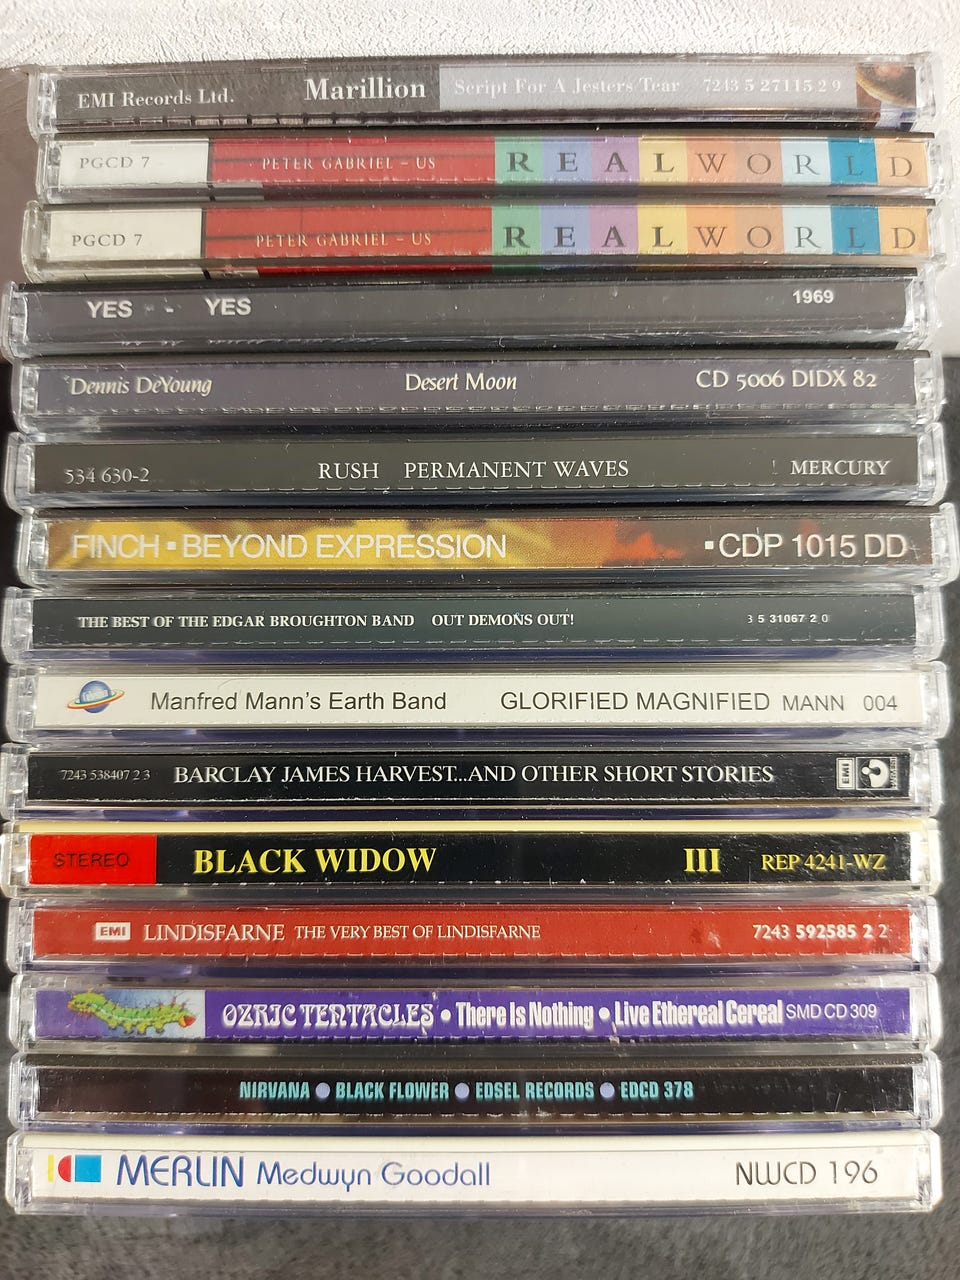 EMI Records Ltd. Marillion Script For A Jesters Tear 7243 5 27115 2 9
PGCD 7 PETER GABRIEL – US REALWORLD
PGCD 7 PETER GABRIEL – US REALWORLD
YES - YES 1969
Dennis DeYoung Desert Moon CD 5006 DIDX 82
534 630-2 RUSH PERMANENT WAVES MERCURY
FINCH ▪ BEYOND EXPRESSION ▪ CDP 1015 DD
THE BEST OF THE EDGAR BROUGHTON BAND OUT DEMONS OUT! 5 31067 2 0
Manfred Mann's Earth Band GLORIFIED MAGNIFIED MANN 004
7243 538407 2 3 BARCLAY JAMES HARVEST...AND OTHER SHORT STORIES EMI
STEREO BLACK WIDOW III REP 4241-WZ
EMI LINDISFARNE THE VERY BEST OF LINDISFARNE 7243 592585 2 2
OZRIC TENTACLES • There Is Nothing • Live Ethereal Cereal SMD CD 309
NIRVANA ● BLACK FLOWER ● EDSEL RECORDS ● EDCD 378
MERLIN Medwyn Goodall NWCD 196